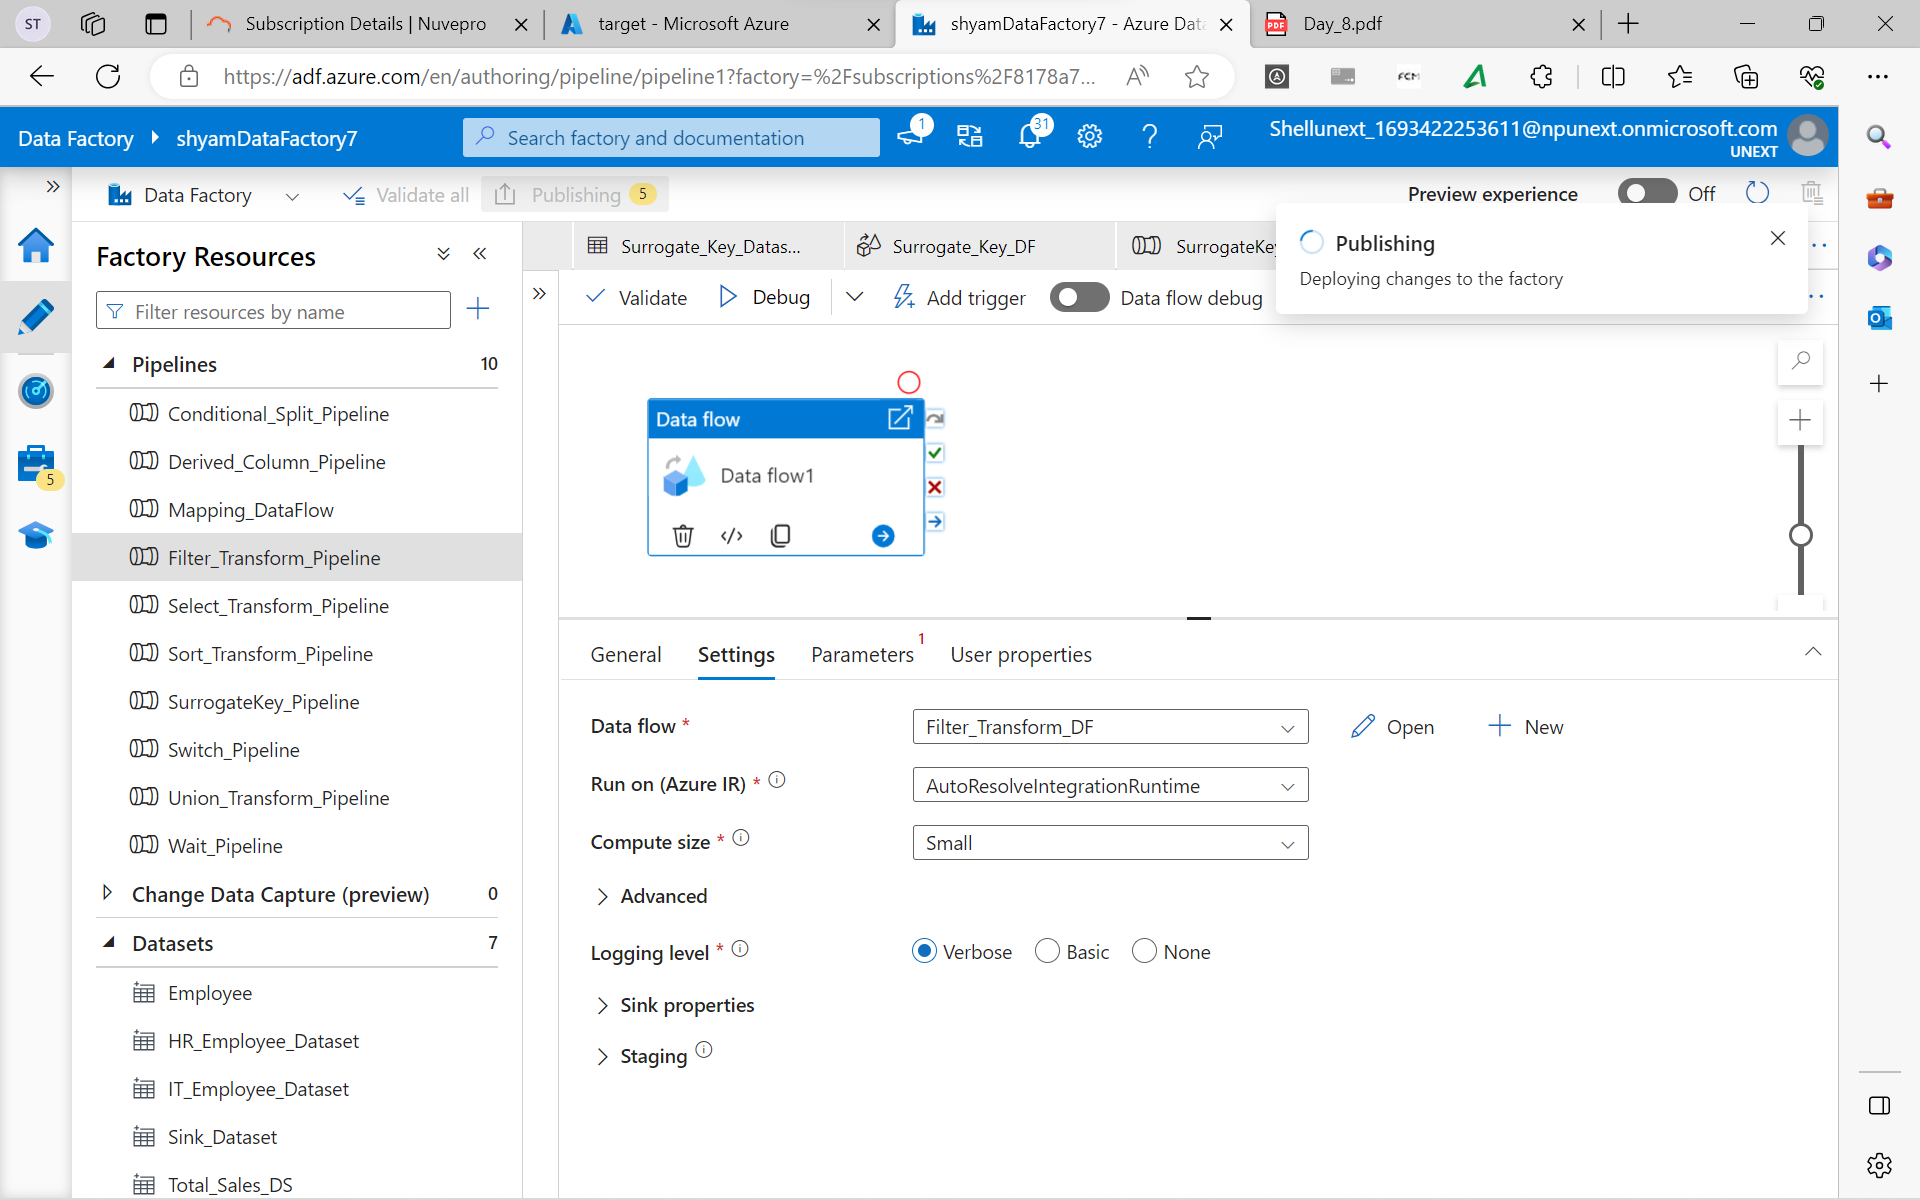 ST
Subscription Details | Nuvepro
target - Microsoft Azure
shyamDataFactory7 - Azure Data
PDF
Day_8.pdf
https://adf.azure.com/en/authoring/pipeline/pipeline1?factory=%2Fsubscriptions%2F8178a7...
FCM
Data Factory
shyamDataFactory7
Search factory and documentation
1
31
Shellunext_1693422253611@npunext.onmicrosoft.com
UNEXT
Data Factory
Validate all
Publishing
5
Preview experience
Off
Factory Resources
Surrogate_Key_Datas...
Surrogate_Key_DF
SurrogateKey
Publishing
Deploying changes to the factory
Filter resources by name
Validate
Debug
Add trigger
Data flow debug
Pipelines
10
Conditional_Split_Pipeline
Derived_Column_Pipeline
Mapping_DataFlow
Filter_Transform_Pipeline
Select_Transform_Pipeline
Sort_Transform_Pipeline
SurrogateKey_Pipeline
Switch_Pipeline
Union_Transform_Pipeline
Wait_Pipeline
Change Data Capture (preview)
0
Datasets
7
Employee
HR_Employee_Dataset
IT_Employee_Dataset
Sink_Dataset
Total_Sales_DS
5
Data flow
Data flow1
General
Settings
Parameters
1
User properties
Data flow *
Filter_Transform_DF
Open
New
Run on (Azure IR) *
AutoResolveIntegrationRuntime
Compute size *
Small
Advanced
Logging level *
Verbose
Basic
None
Sink properties
Staging